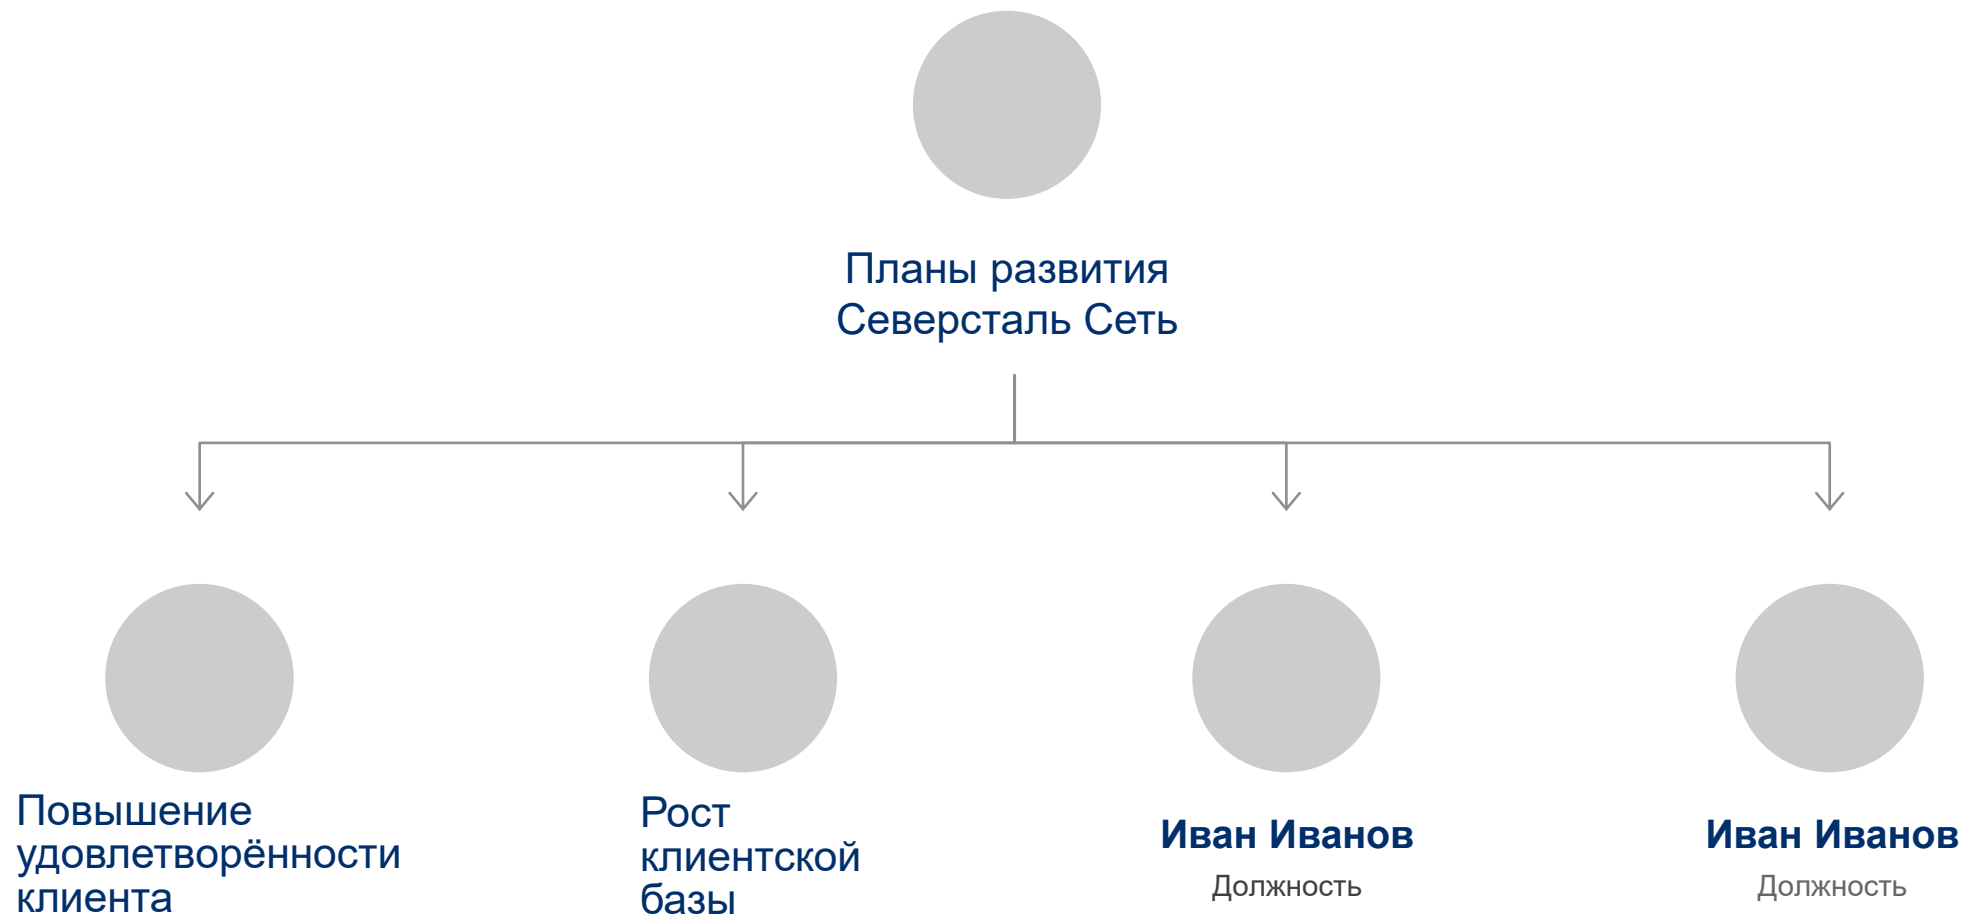 Планы развития
Северсталь Сеть
Повышение
удовлетворённости
клиента
Рост
клиентской
базы
Иван Иванов
Должность
Иван Иванов
Должность